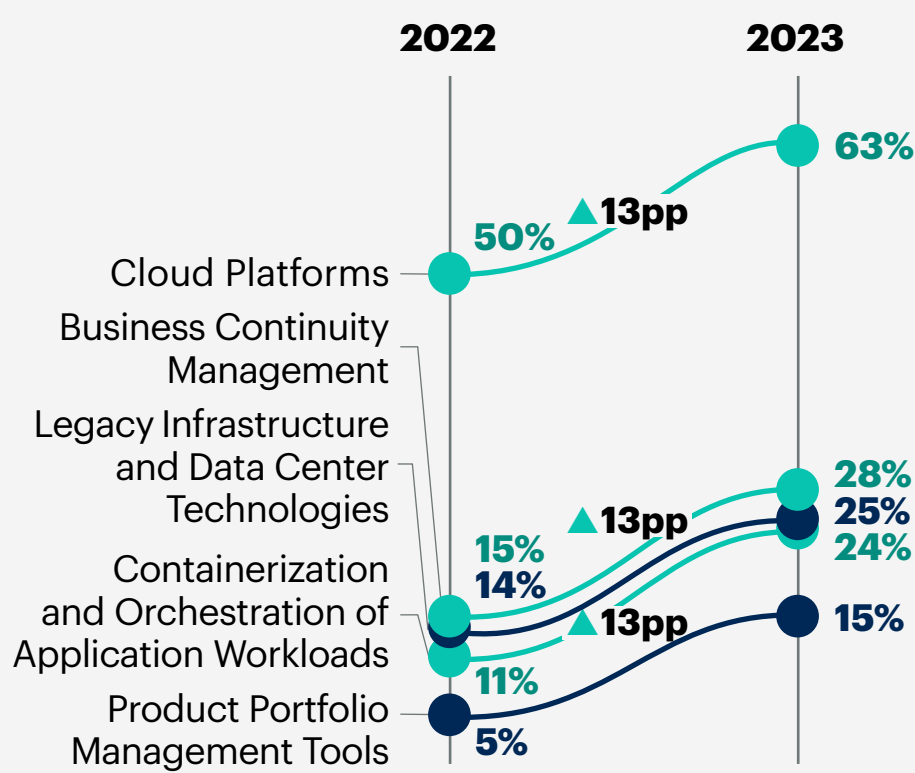 2022
2023
63%
13pp
50%
Cloud Platforms
Business Continuity
Management
Legacy Infrastructure
and Data Center
Technologies
28%
13pp
25%
15%
24%
14%
Containerization
and Orchestration of
Application Workloads
13pp
15%
11%
Product Portfolio
Management Tools
5%